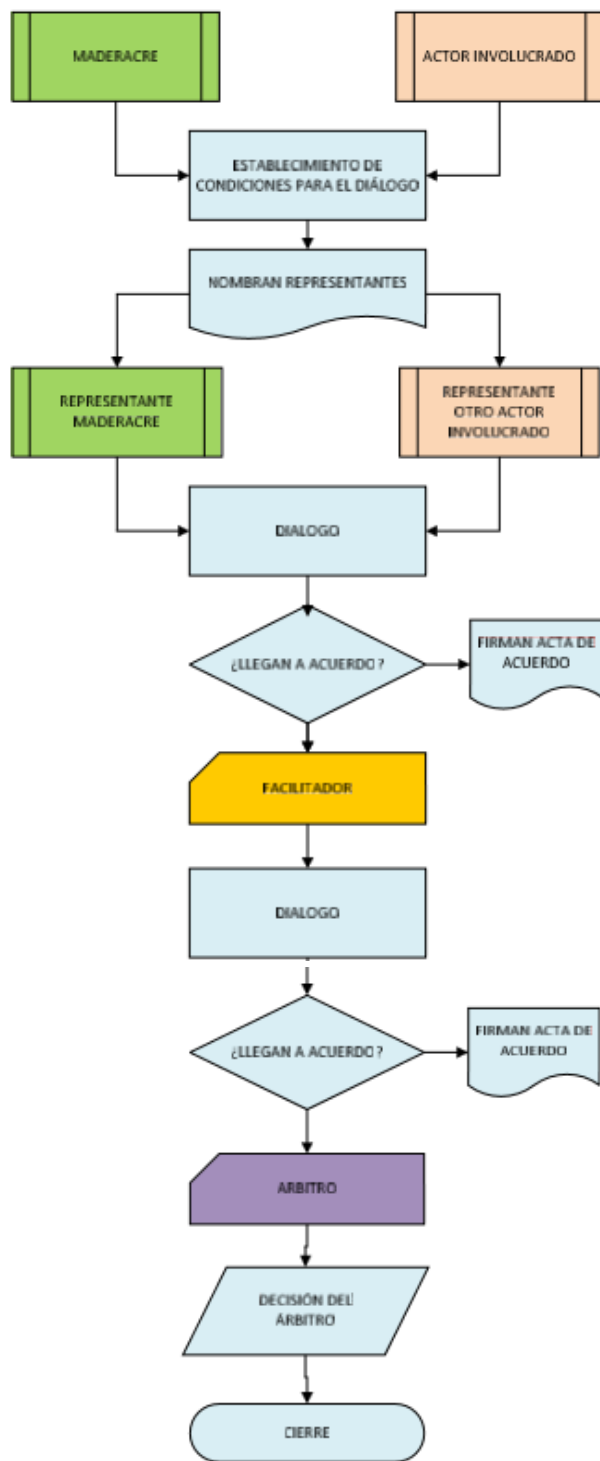 MADERACRE
ACTOR INVOLUCRADO
ESTABLECIMIENTO DE
CONDICIONES PARA EL DIÁLOGO
NOMBRAN REPRESENTANTES
REPRESENTANTE
MADERACRE
REPRESENTANTE
OTRO ACTOR
INVOLUCRADO
DIALOGO
¿LLEGAN A ACUERDO?
FIRMAN ACTA DE
ACUERDO
FACILITADOR
DIALOGO
¿LLEGAN A ACUERDO?
FIRMAN ACTA DE
ACUERDO
ARBITRO
DECISIÓN DEL
ÁRBITRO
CIERRE